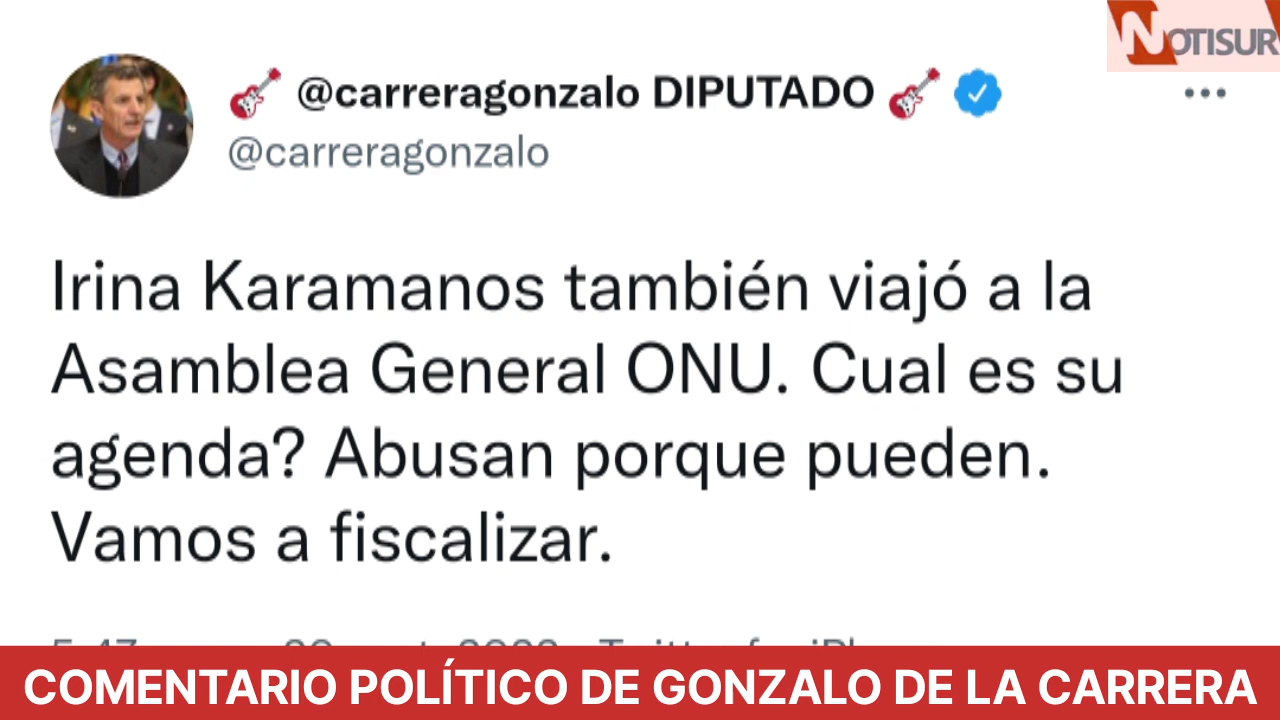 NOTISUR
@carreragonzalo DIPUTADO
@carreragonzalo
Irina Karamanos también viajó a la
Asamblea General ONU. Cual es su
agenda? Abusan porque pueden.
Vamos a fiscalizar.
COMENTARIO POLÍTICO DE GONZALO DE LA CARRERA